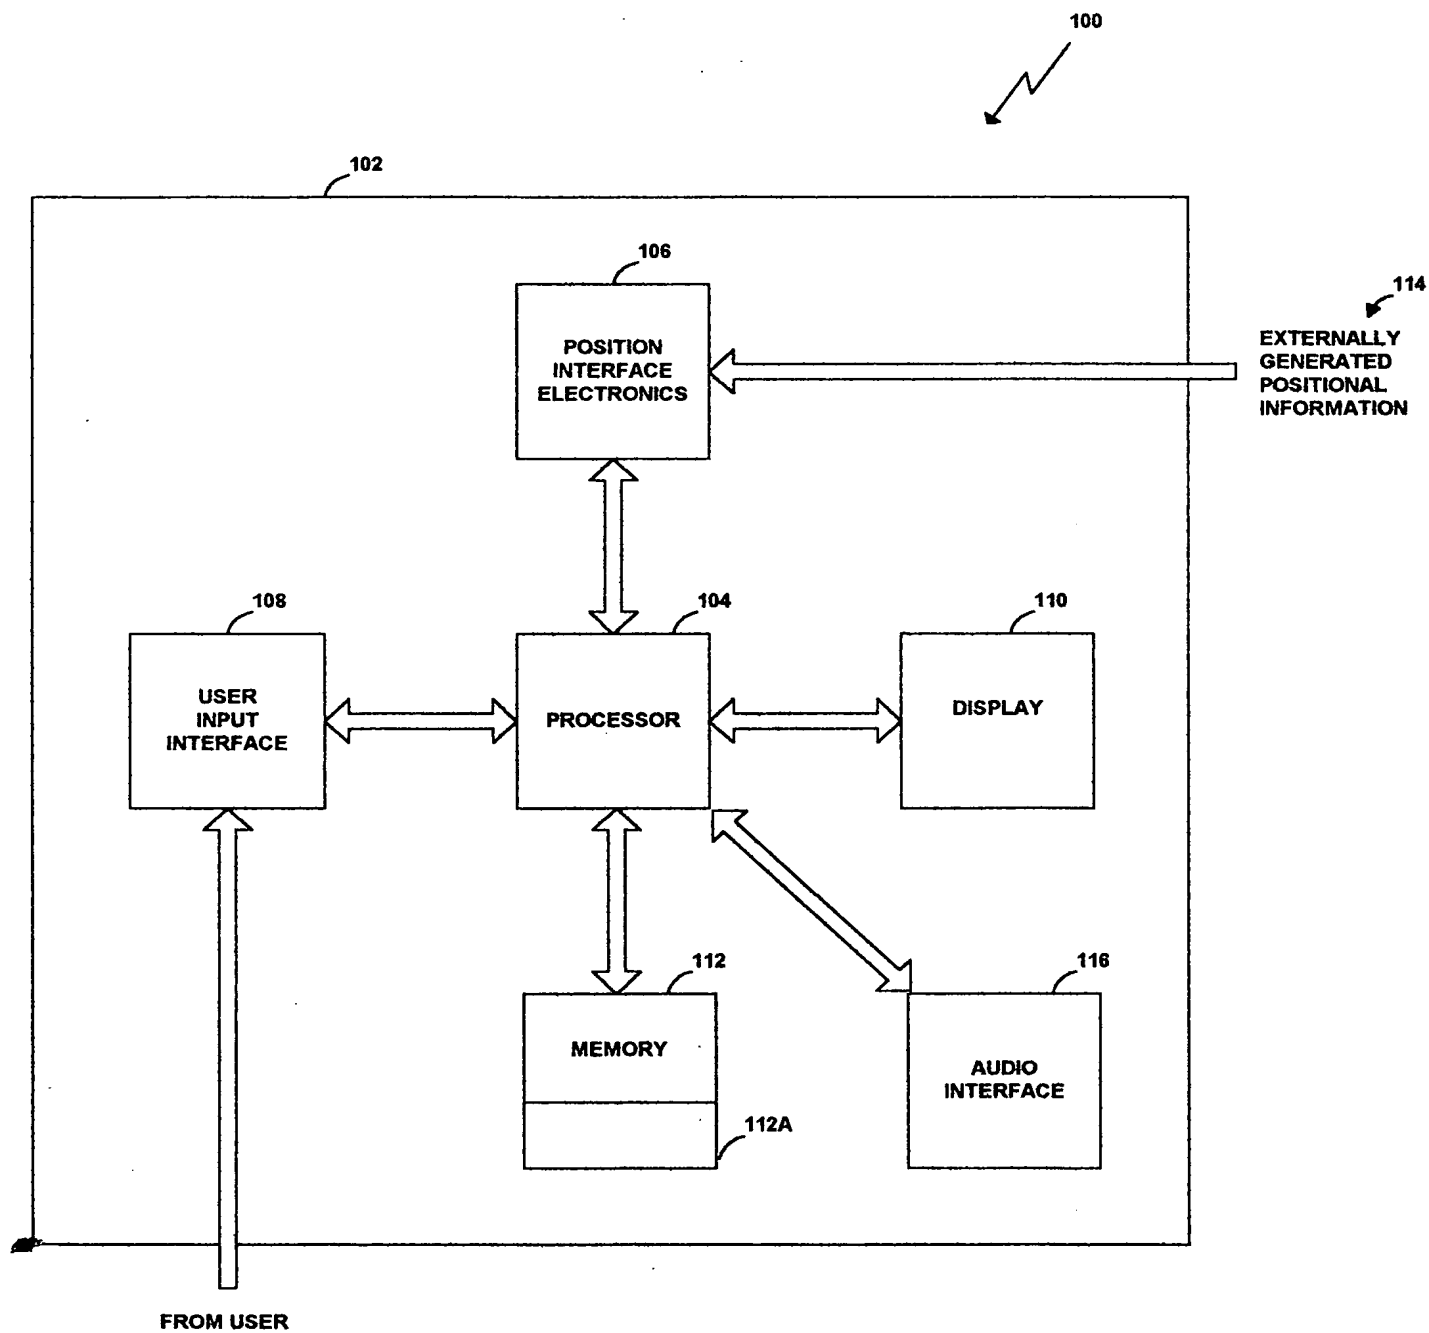 100
102
106
POSITION
INTERFACE
ELECTRONICS
114
EXTERNALLY
GENERATED
POSITIONAL
INFORMATION
108
USER
INPUT
INTERFACE
104
PROCESSOR
110
DISPLAY
112
MEMORY
112A
116
AUDIO
INTERFACE
FROM USER